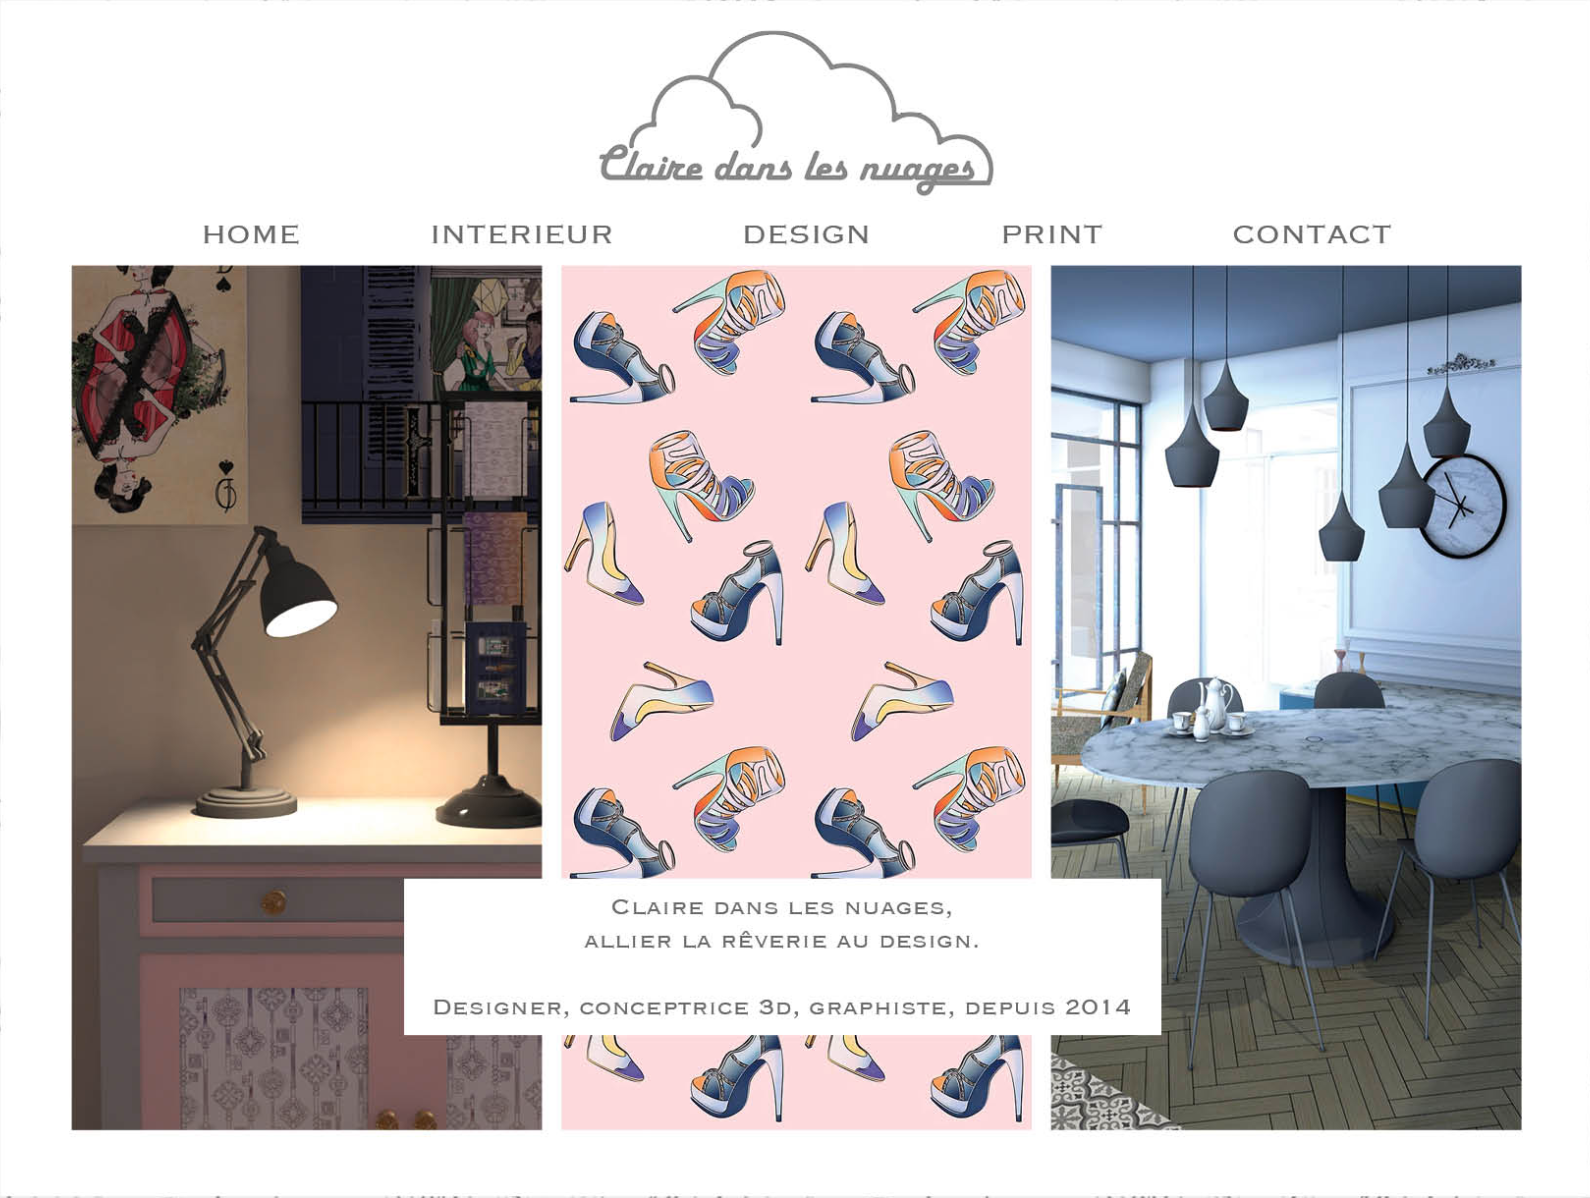 Claire dans les nuages
HOME INTERIEUR DESIGN PRINT CONTACT
Claire dans les nuages,
allier la rêverie au design.
Designer, conceptrice 3d, graphiste, depuis 2014